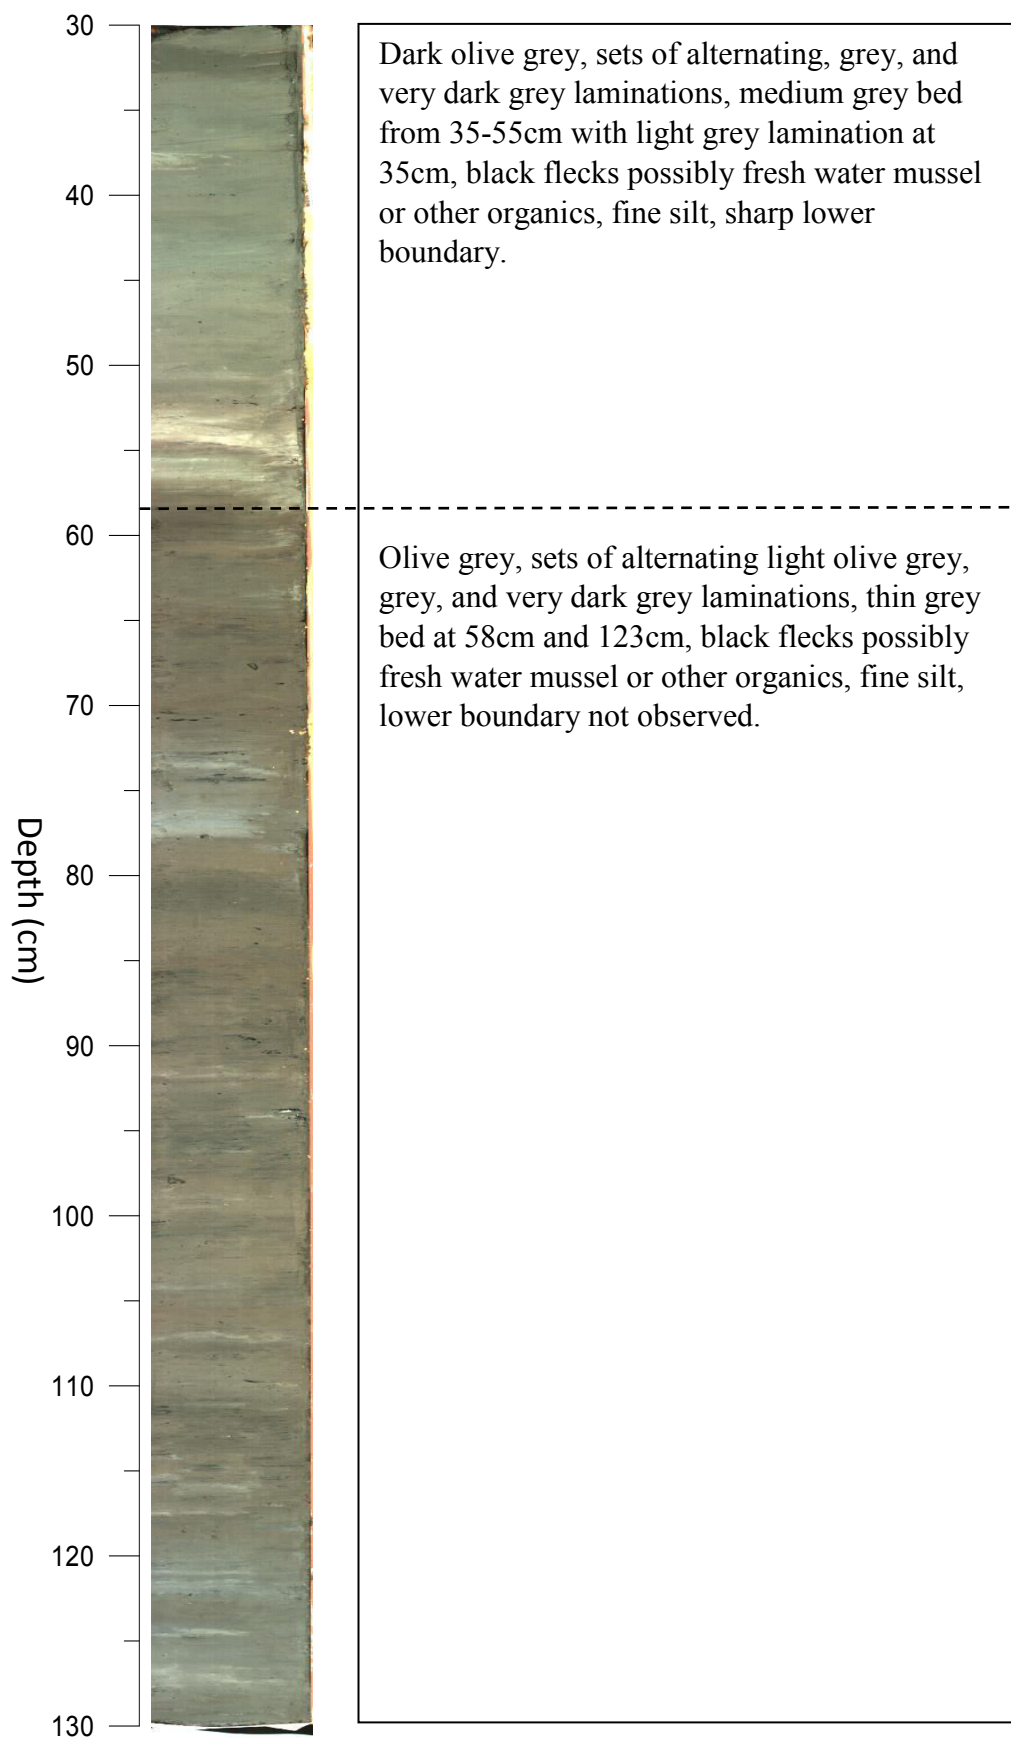 30
40
50
60
70
80
90
100
110
120
130
Depth (cm)
Dark olive grey, sets of alternating, grey, and
very dark grey laminations, medium grey bed
from 35-55cm with light grey lamination at
35cm, black flecks possibly fresh water mussel
or other organics, fine silt, sharp lower
boundary.
Olive grey, sets of alternating light olive grey,
grey, and very dark grey laminations, thin grey
bed at 58cm and 123cm, black flecks possibly
fresh water mussel or other organics, fine silt,
lower boundary not observed.